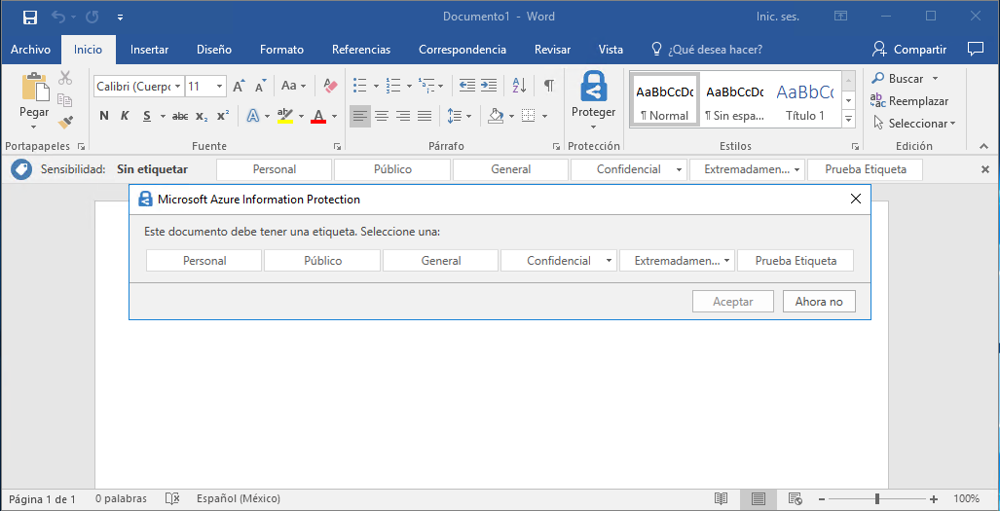 Documento1 - Word
Inic. ses.
Archivo Inicio Insertar Diseño Formato Referencias Correspondencia Revisar Vista ¿Qué desea hacer? Compartir
Pegar
Calibri (Cuerpo 11 Aa
N K S abc x₂ x² A ab A
Proteger
AaBbCcDc AaBbCcDc AaBbCc
¶ Normal ¶ Sin espa... Título 1
Buscar
Reemplazar
Seleccionar
Portapapeles Fuente Párrafo Protección Estilos Edición
Sensibilidad: Sin etiquetar Personal Público General Confidencial Extremadamen... Prueba Etiqueta
Microsoft Azure Information Protection
Este documento debe tener una etiqueta. Seleccione una:
Personal Público General Confidencial Extremadamen... Prueba Etiqueta
Aceptar Ahora no
Página 1 de 1 0 palabras Español (México) 100%